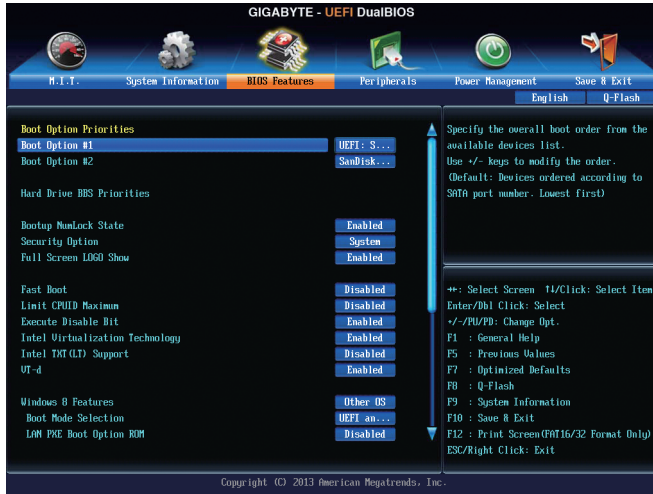 GIGABYTE - UEFI DualBIOS
M.I.T.
System Information
BIOS Features
Peripherals
Power Management
Save & Exit
English
Q-Flash
Boot Option Priorities
Boot Option #1 UEFI: S...
Boot Option #2 SanDisk...
Hard Drive BBS Priorities
Bootup NumLock State Enabled
Security Option System
Full Screen LOGO Show Enabled
Fast Boot Disabled
Limit CPUID Maximum Disabled
Execute Disable Bit Enabled
Intel Virtualization Technology Enabled
Intel TXT(LT) Support Disabled
VT-d Enabled
Windows 8 Features Other OS
Boot Mode Selection UEFI an...
LAN PXE Boot Option ROM Disabled
Specify the overall boot order from the
available devices list.
Use +/- keys to modify the order.
(Default: Devices ordered according to
SATA port number. Lowest first)
↔: Select Screen ↑↓/Click: Select Item
Enter/Dbl Click: Select
+/-/PU/PD: Change Opt.
F1 : General Help
F5 : Previous Values
F7 : Optimized Defaults
F8 : Q-Flash
F9 : System Information
F10 : Save & Exit
F12 : Print Screen(FAT16/32 Format Only)
ESC/Right Click: Exit
Copyright (C) 2013 American Megatrends, Inc.